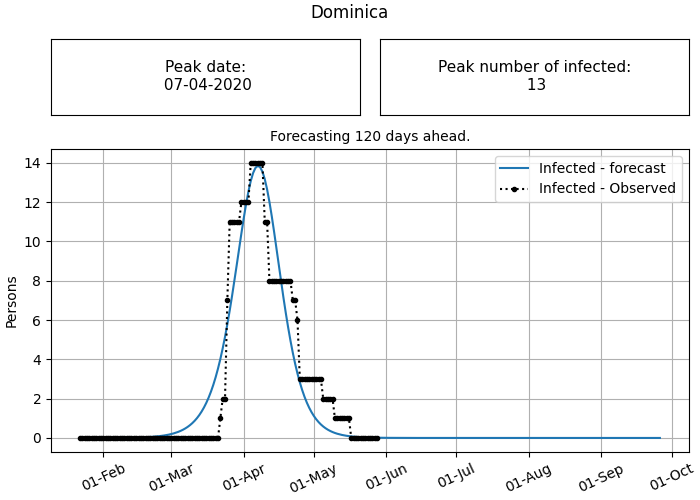 Dominica
Peak date:
07-04-2020
Peak number of infected:
13
Forecasting 120 days ahead.
Infected - forecast
Infected - Observed
Persons
14
12
10
8
6
4
2
0
01-Feb
01-Mar
01-Apr
01-May
01-Jun
01-Jul
01-Aug
01-Sep
01-Oct